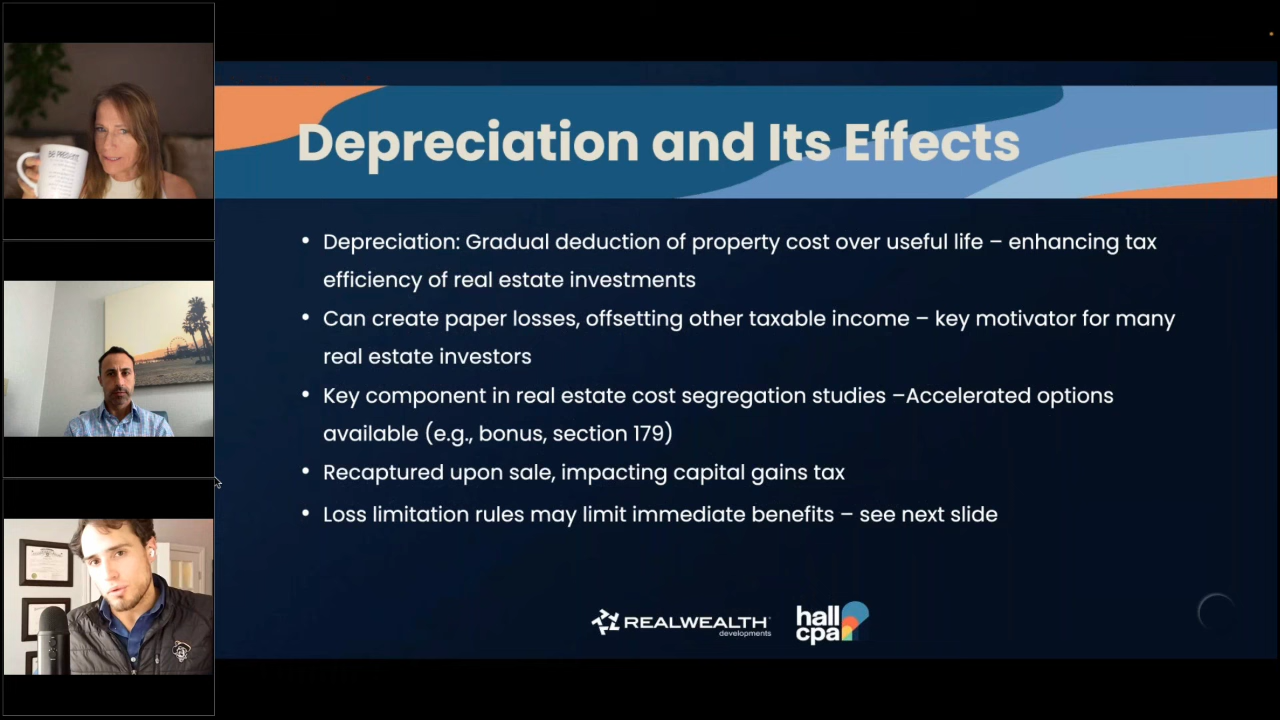 BE PRESENT
Depreciation and Its Effects
• Depreciation: Gradual deduction of property cost over useful life – enhancing tax
efficiency of real estate investments
• Can create paper losses, offsetting other taxable income – key motivator for many
real estate investors
• Key component in real estate cost segregation studies –Accelerated options
available (e.g., bonus, section 179)
• Recaptured upon sale, impacting capital gains tax
• Loss limitation rules may limit immediate benefits – see next slide
REALWEALTH
developments
hall
cpa